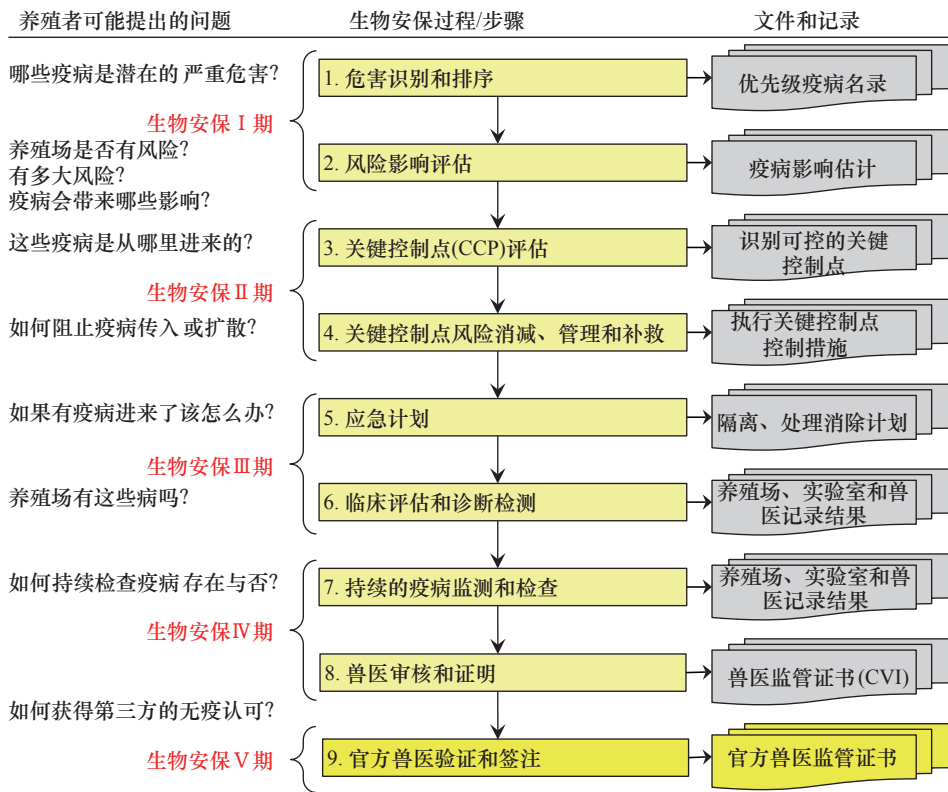 养殖者可能提出的问题
生物安保过程/步骤
文件和记录
哪些疫病是潜在的 严重危害?
1. 危害识别和排序
优先级疫病名录
生物安保Ⅰ期
养殖场是否有风险?
有多大风险?
疫病会带来哪些影响?
2. 风险影响评估
疫病影响估计
这些疫病是从哪里进来的?
3. 关键控制点(CCP)评估
识别可控的关键
控制点
生物安保Ⅱ期
如何阻止疫病传入 或扩散?
4. 关键控制点风险消减、管理和补救
执行关键控制点
控制措施
如果有疫病进来了该怎么办?
5. 应急计划
隔离、处理消除计划
生物安保Ⅲ期
养殖场有这些病吗?
6. 临床评估和诊断检测
养殖场、实验室和兽
医记录结果
如何持续检查疫病 存在与否?
7. 持续的疫病监测和检查
养殖场、实验室和兽
医记录结果
生物安保Ⅳ期
8. 兽医审核和证明
兽医监管证书(CVI)
如何获得第三方的无疫认可?
生物安保Ⅴ期
9. 官方兽医验证和签注
官方兽医监管证书